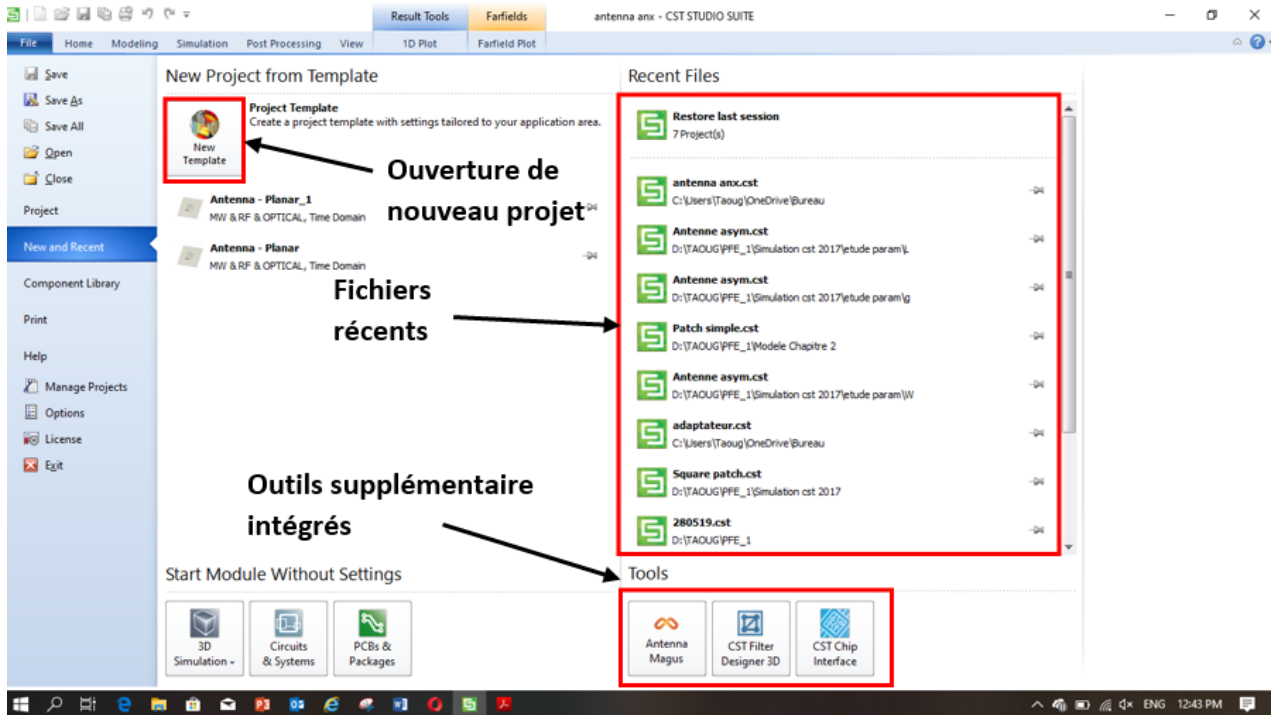 Result Tools
Farfields
antenna anx - CST STUDIO SUITE
File
Home
Modeling
Simulation
Post Processing
View
1D Plot
Farfield Plot
Save
Save As
Save All
Open
Close
Project
New and Recent
Component Library
Print
Help
Manage Projects
Options
License
Exit
New Project from Template
New
Template
Project Template
Create a project template with settings tailored to your application area.
Ouverture de
nouveau projet
Antenna - Planar_1
MW & RF & OPTICAL, Time Domain
Antenna - Planar
MW & RF & OPTICAL, Time Domain
Fichiers
récents
Outils supplémentaire
intégrés
Start Module Without Settings
3D
Simulation
Circuits
& Systems
PCBs &
Packages
Recent Files
Restore last session
7 Project(s)
antenna anx.cst
C:\Users\Taoug\OneDrive\Bureau
Antenne asym.cst
D:\TAOUG\PFE_1\Simulation cst 2017\etude param\L
Antenne asym.cst
D:\TAOUG\PFE_1\Simulation cst 2017\etude param\g
Patch simple.cst
D:\TAOUG\PFE_1\Modele Chapitre 2
Antenne asym.cst
D:\TAOUG\PFE_1\Simulation cst 2017\etude param\W
adaptateur.cst
C:\Users\Taoug\OneDrive\Bureau
Square patch.cst
D:\TAOUG\PFE_1\Simulation cst 2017
280519.cst
D:\TAOUG\PFE_1
Tools
Antenna
Magus
CST Filter
Designer 3D
CST Chip
Interface
ENG
12:43 PM